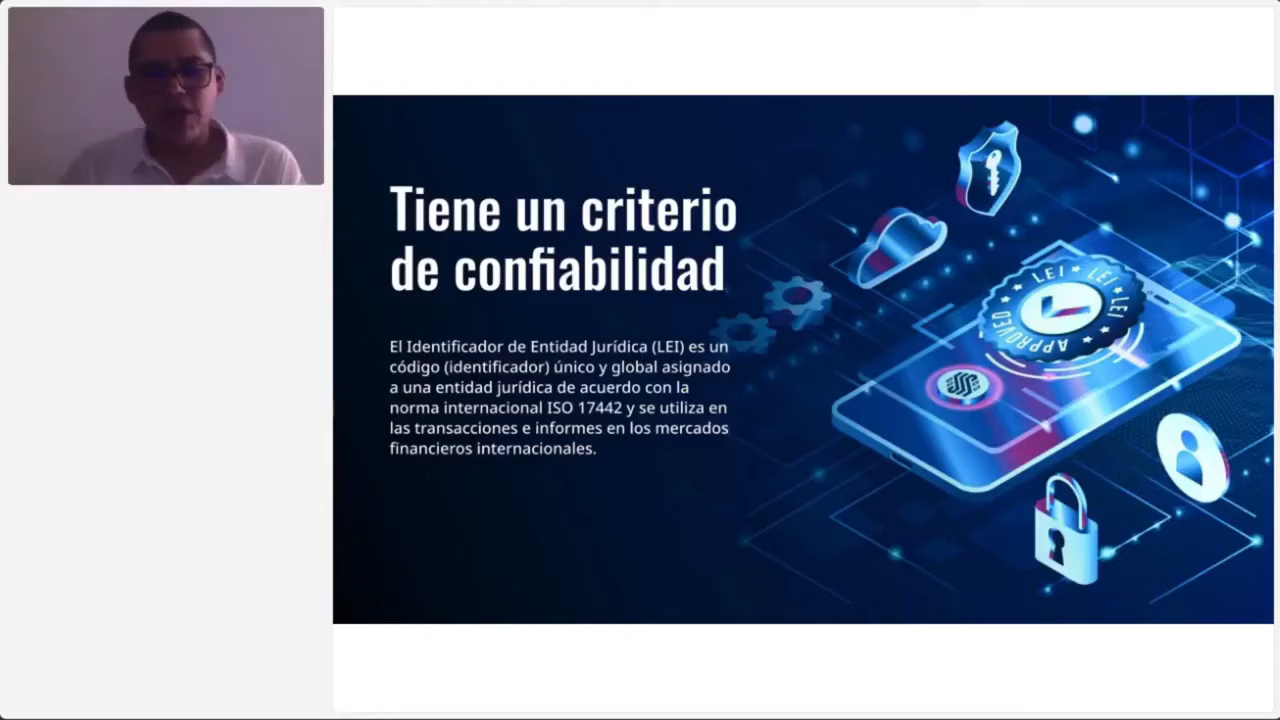 Tiene un criterio
de confiabilidad
El Identificador de Entidad Jurídica (LEI) es un
código (identificador) único y global asignado
a una entidad jurídica de acuerdo con la
norma internacional ISO 17442 y se utiliza en
las transacciones e informes en los mercados
financieros internacionales.
LEI ★ LEI ★ LEI
APPROVED